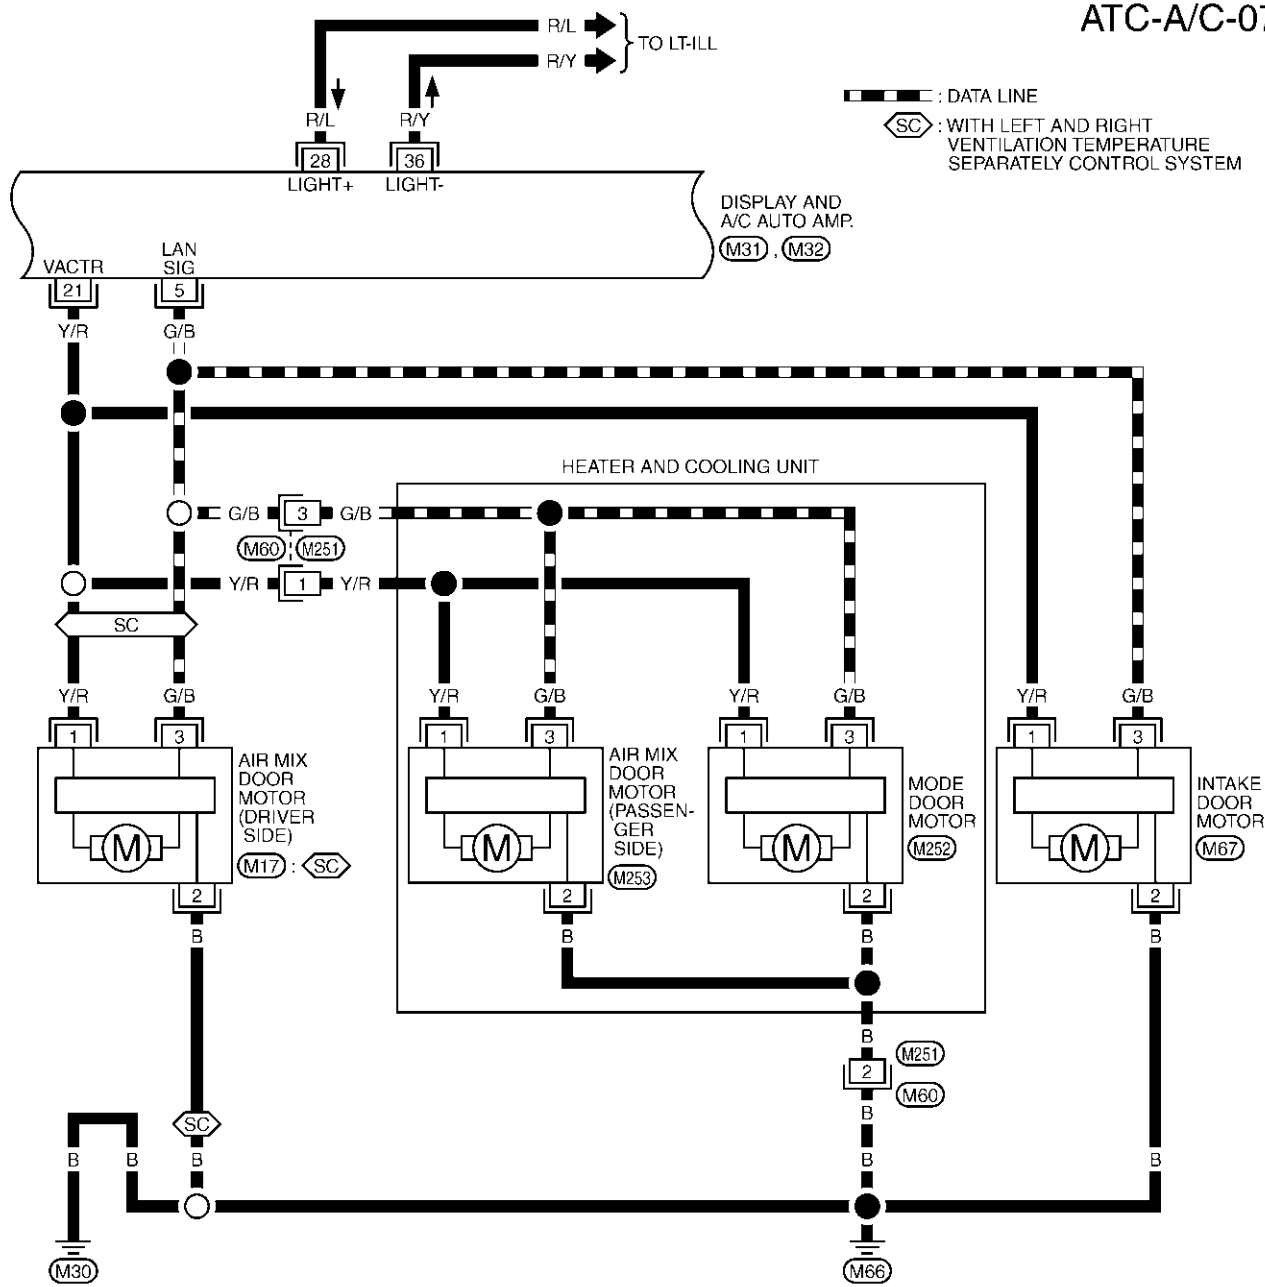 ATC-A/C-07
R/L
TO LT-ILL
R/Y
: DATA LINE
R/L
R/Y
SC : WITH LEFT AND RIGHT
VENTILATION TEMPERATURE
SEPARATELY CONTROL SYSTEM
28
36
LIGHT+
LIGHT-
DISPLAY AND
A/C AUTO AMP.
M31 , M32
VACTR
LAN
SIG
21
5
Y/R
G/B
HEATER AND COOLING UNIT
G/B
3
G/B
M60
M251
Y/R
1
Y/R
SC
Y/R
G/B
Y/R
G/B
Y/R
G/B
Y/R
G/B
1
3
1
3
1
3
1
3
AIR MIX
DOOR
MOTOR
(DRIVER
SIDE)
M17 : SC
M
AIR MIX
DOOR
MOTOR
(PASSEN-
GER
SIDE)
M253
M
MODE
DOOR
MOTOR
M252
M
INTAKE
DOOR
MOTOR
M67
M
2
2
2
2
B
B
B
B
B
M251
2
M60
B
SC
B
B
B
B
B
M30
M66